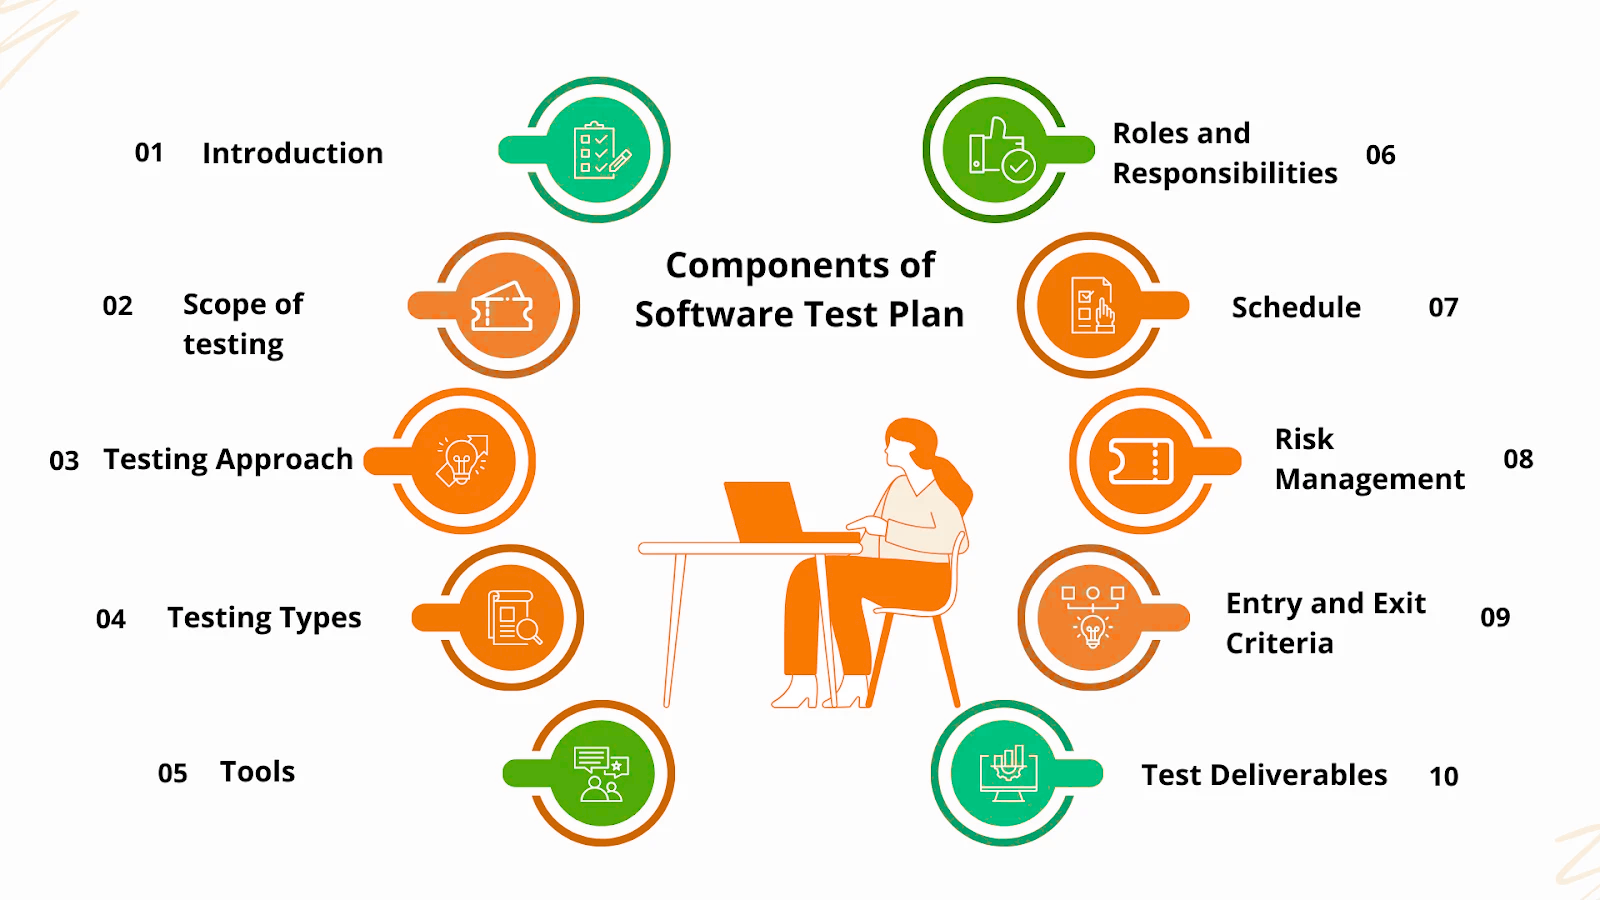 Components of
Software Test Plan
01 Introduction
02 Scope of
testing
03 Testing Approach
04 Testing Types
05 Tools
Roles and
Responsibilities 06
Schedule 07
Risk
Management 08
Entry and Exit
Criteria 09
Test Deliverables 10